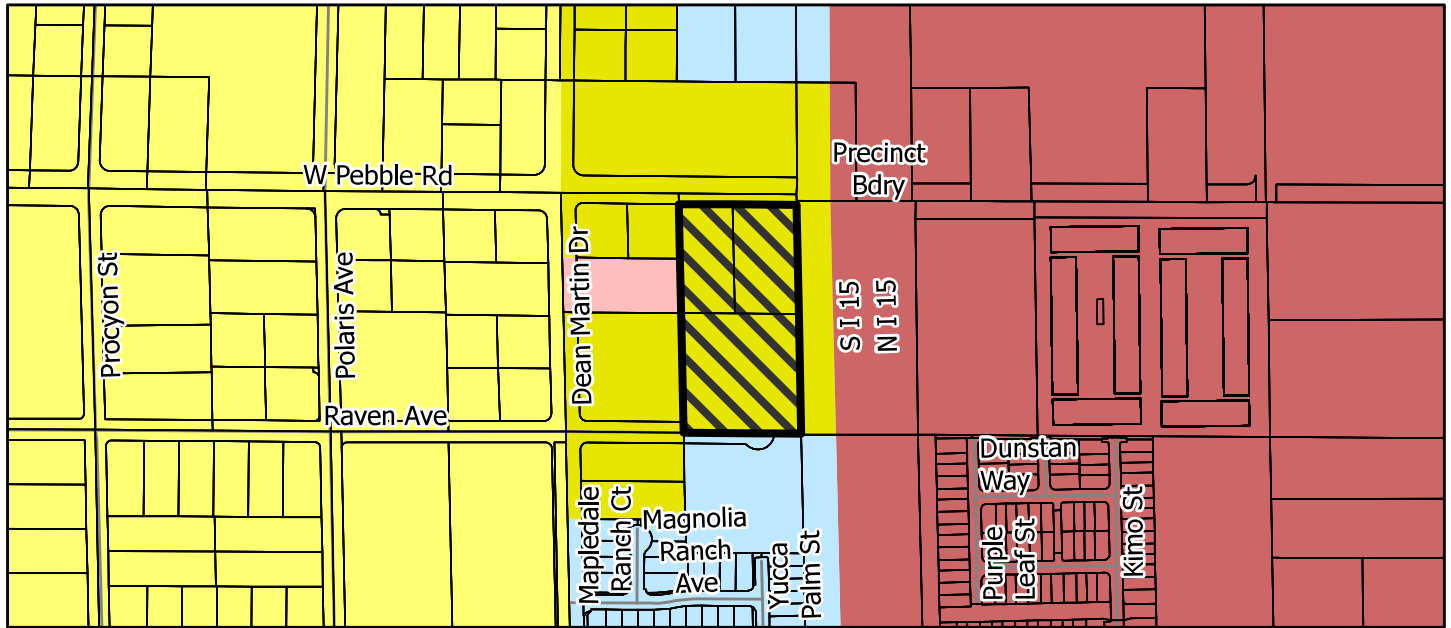 Precinct
Bdry
W Pebble Rd
Procyon St
Polaris Ave
Dean Martin Dr
S I 15
N I 15
Raven Ave
Dunstan
Way
Mapledale
Ranch Ct
Magnolia
Ranch
Ave
Yucca
Palm St
Purple
Leaf St
Kimo St